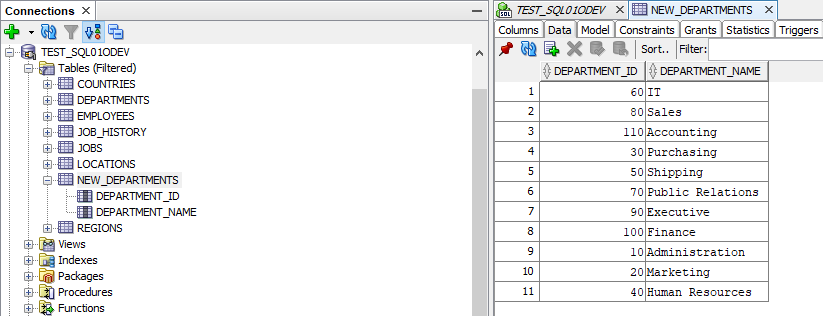 Connections
TEST_SQL01ODEV
Tables (Filtered)
COUNTRIES
DEPARTMENTS
EMPLOYEES
JOB_HISTORY
JOBS
LOCATIONS
NEW_DEPARTMENTS
DEPARTMENT_ID
DEPARTMENT_NAME
REGIONS
Views
Indexes
Packages
Procedures
Functions
SQL TEST_SQL01ODEV NEW_DEPARTMENTS
Columns Data Model Constraints Grants Statistics Triggers
Sort.. Filter:
DEPARTMENT_ID DEPARTMENT_NAME
1 60 IT
2 80 Sales
3 110 Accounting
4 30 Purchasing
5 50 Shipping
6 70 Public Relations
7 90 Executive
8 100 Finance
9 10 Administration
10 20 Marketing
11 40 Human Resources